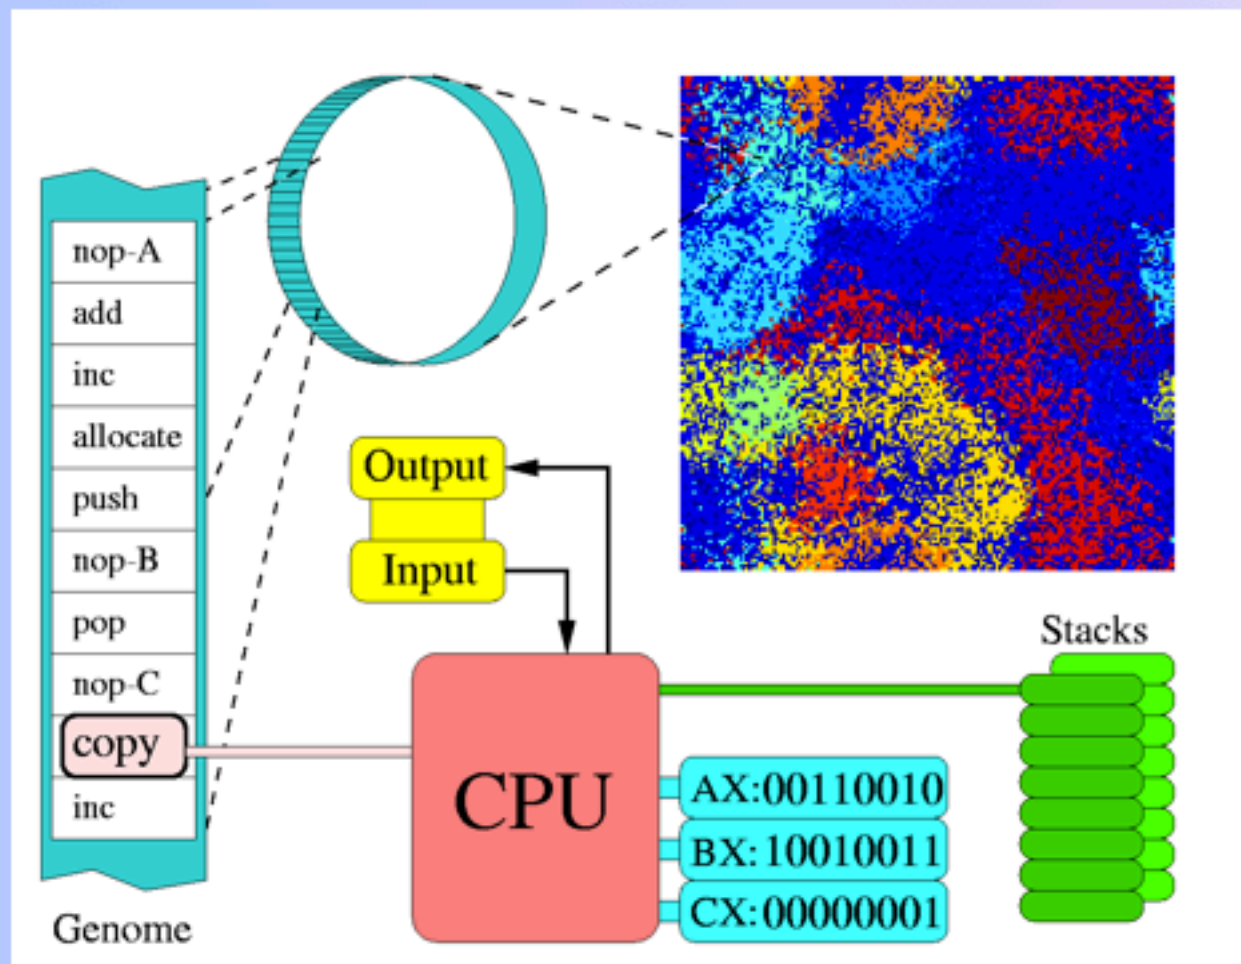 nop-A
add
inc
allocate
push
nop-B
pop
nop-C
copy
inc
Genome
Output
Input
CPU
Stacks
AX:00110010
BX:10010011
CX:00000001